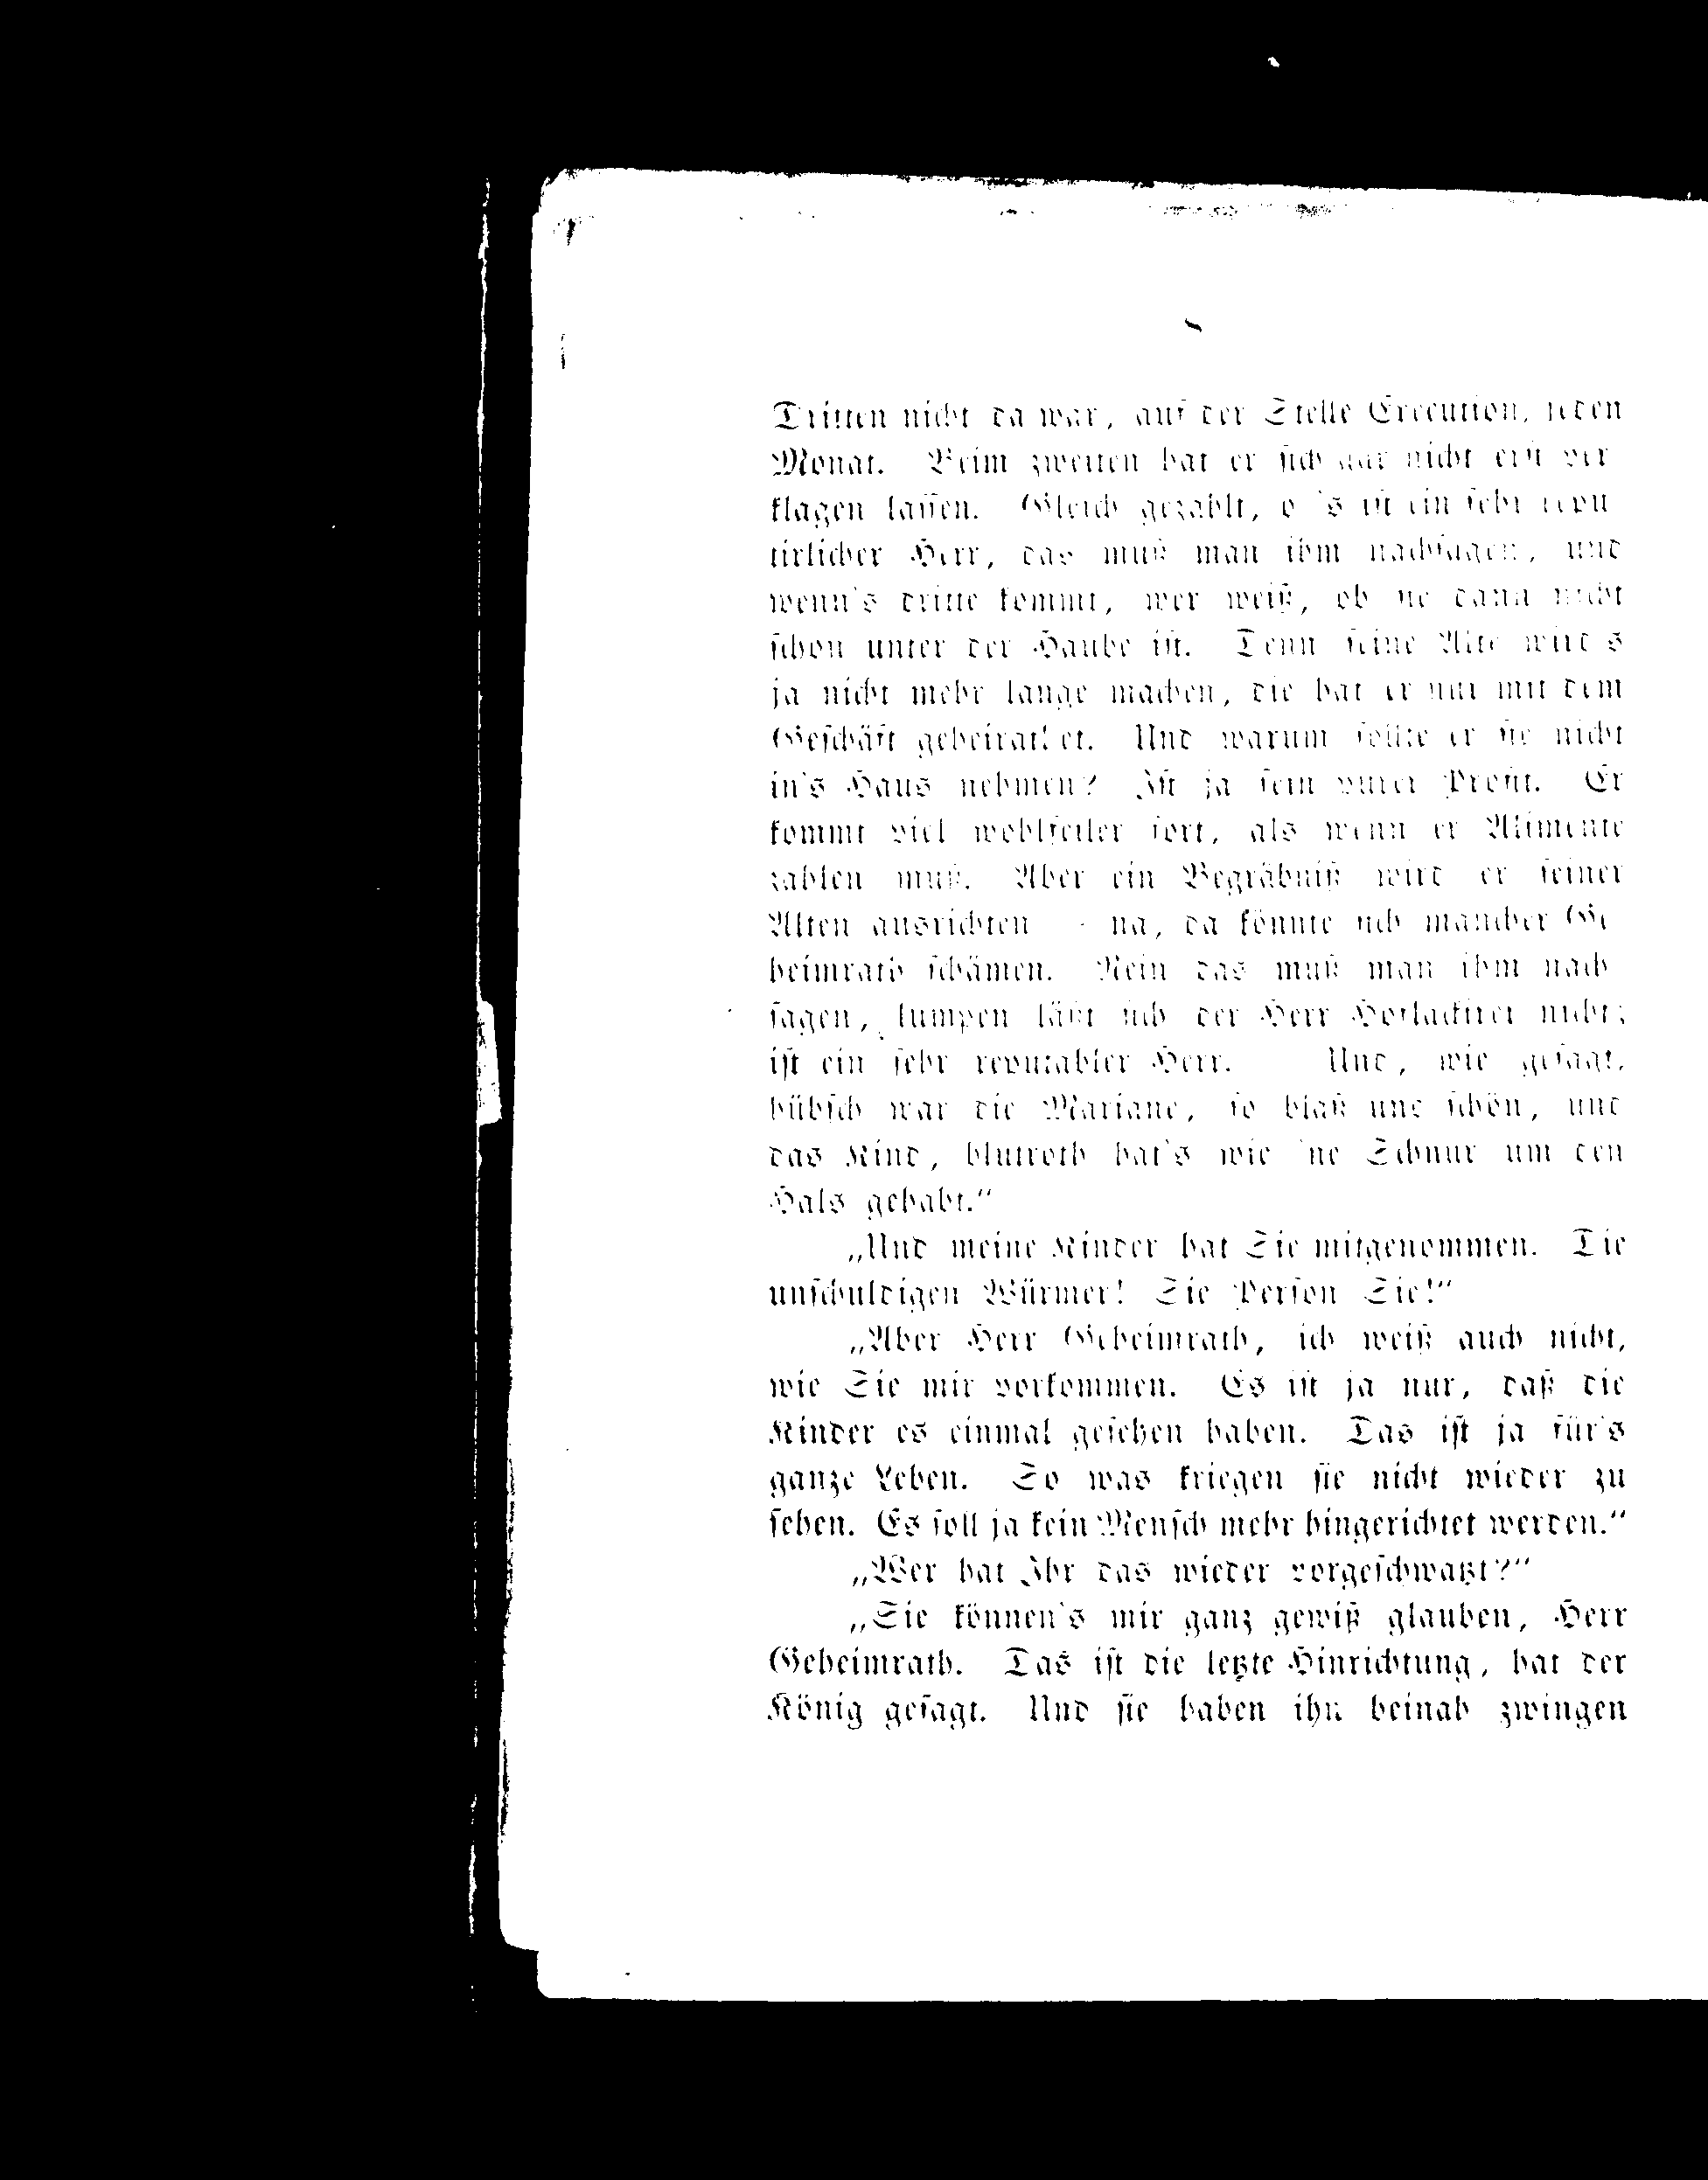 Dritten nicht da war, auf der Stelle Execution, jeden
Monat. Beim zweiten hat er sich gar nicht erst ver
klagen lassen. Gleich gezahlt, o 's ist ein sehr repu
tirlicher Herr, das muß man ihm nachsagen, und
wenn's dritte kommt, wer weiß, ob sie dann nicht
schon unter der Haube ist. Denn seine Alte wird's
ja nicht mehr lange machen, die hat er nur mit dem
Geschäft geheirathet. Und warum sollte er sie nicht
in's Haus nehmen? Ist ja sein purer Profit. Er
kommt viel wohlfeiler fort, als wenn er Alimente
zahlen muß. Aber ein Begräbniß wird er seiner
Alten ausrichten - na, da könnte sich mancher Ge
heimrath schämen. Nein das muß man ihm nach
sagen, lumpen läßt sich der Herr Hoflackirer nicht;
ist ein sehr reputabler Herr. Und, wie gesagt,
hübsch war die Mariane, so blaß und schön, und
das Kind, blutroth hat's wie 'ne Schnur um den
Hals gehabt.“
„Und meine Kinder hat Sie mitgenommen. Die
unschuldigen Würmer! Sie Person Sie!“
„Aber Herr Geheimrath, ich weiß auch nicht,
wie Sie mir vorkommen. Es ist ja nur, daß die
Kinder es einmal gesehen haben. Das ist ja für's
ganze Leben. So was kriegen sie nicht wieder zu
sehen. Es soll ja kein Mensch mehr hingerichtet werden.“
„Wer hat Ihr das wieder vorgeschwatzt?“
„Sie können's mir ganz gewiß glauben, Herr
Geheimrath. Das ist die letzte Hinrichtung, hat der
König gesagt. Und sie haben ihn beinah zwingen